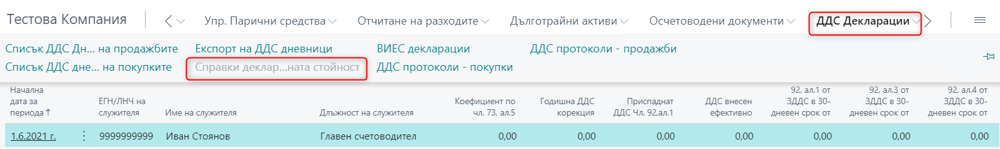 Тестова Компания
Упр. Парични средства
Отчитане на разходите
Дълготрайни активи
Осчетоводени документи
ДДС Декларации
Списък ДДС Дн... на продажбите
Експорт на ДДС дневници
ВИЕС декларации
ДДС протоколи - продажби
Списък ДДС дне... на покупките
Справки деклар...ната стойност
ДДС протоколи - покупки
Начална
дата за
периода ↑
ЕГН/ЛНЧ на
служителя
Име на служителя
Длъжност на служителя
Коефициент по
чл. 73, ал.5
Годишна ДДС
корекция
Приспаднат
ДДС Чл. 92,ал.1
ДДС внесен
ефективно
92, ал.1 от
ЗДДС в 30-
дневен срок от
92, ал.3 от
ЗДДС в 30-
дневен срок от
92, ал.4 от
ЗДДС в 30-
дневен срок от
1.6.2021 г. 9999999999 Иван Стоянов Главен счетоводител 0,00 0,00 0,00 0,00 0,00 0,00 0,00